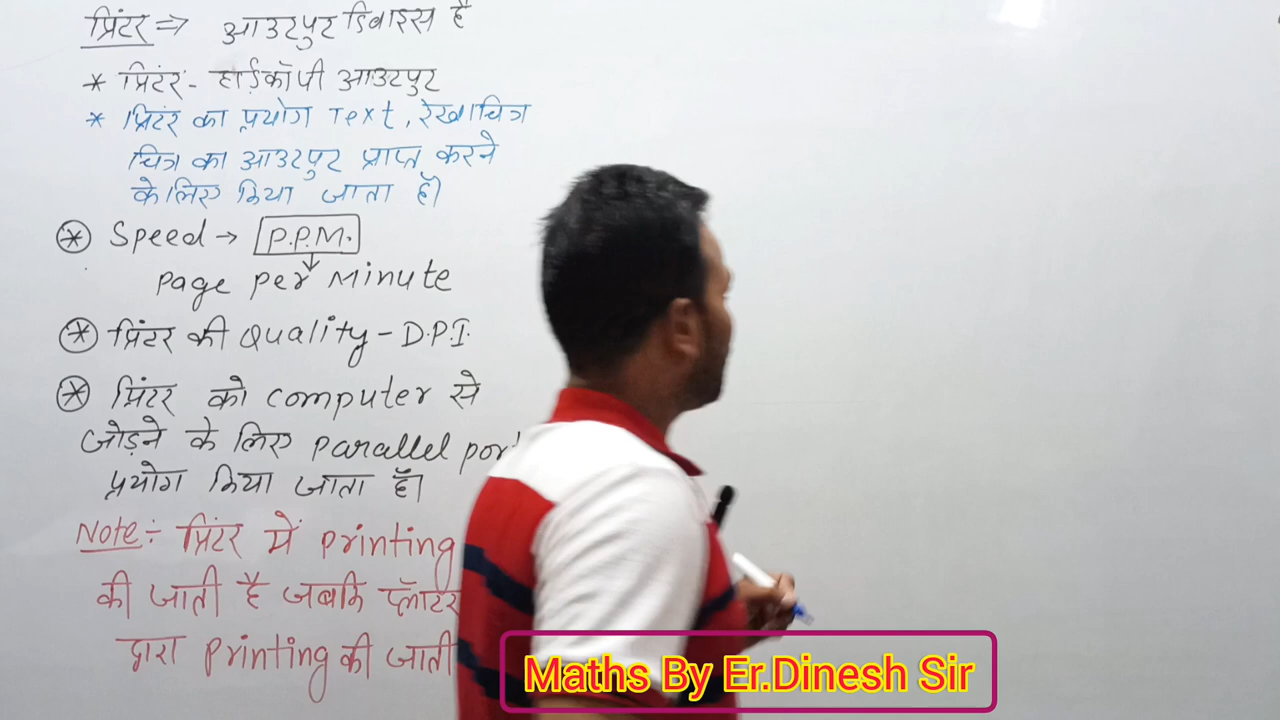 प्रिंटर ⇒ आउटपुट डिवाइस है
* प्रिंटर - हार्डकॉपी आउटपुट
* प्रिंटर का प्रयोग Text, रेखाचित्र
चित्र का आउटपुट प्राप्त करने
के लिए किया जाता है।
* Speed → P.P.M.
Page per Minute
* प्रिंटर की Quality - D.P.I.
* प्रिंटर को computer से
जोड़ने के लिए parallel
प्रयोग किया जाता है।
Note:- प्रिंटर में printing
की जाती है जबकि प्लॉटर
द्वारा printing की जाती
Maths By Er.Dinesh Sir